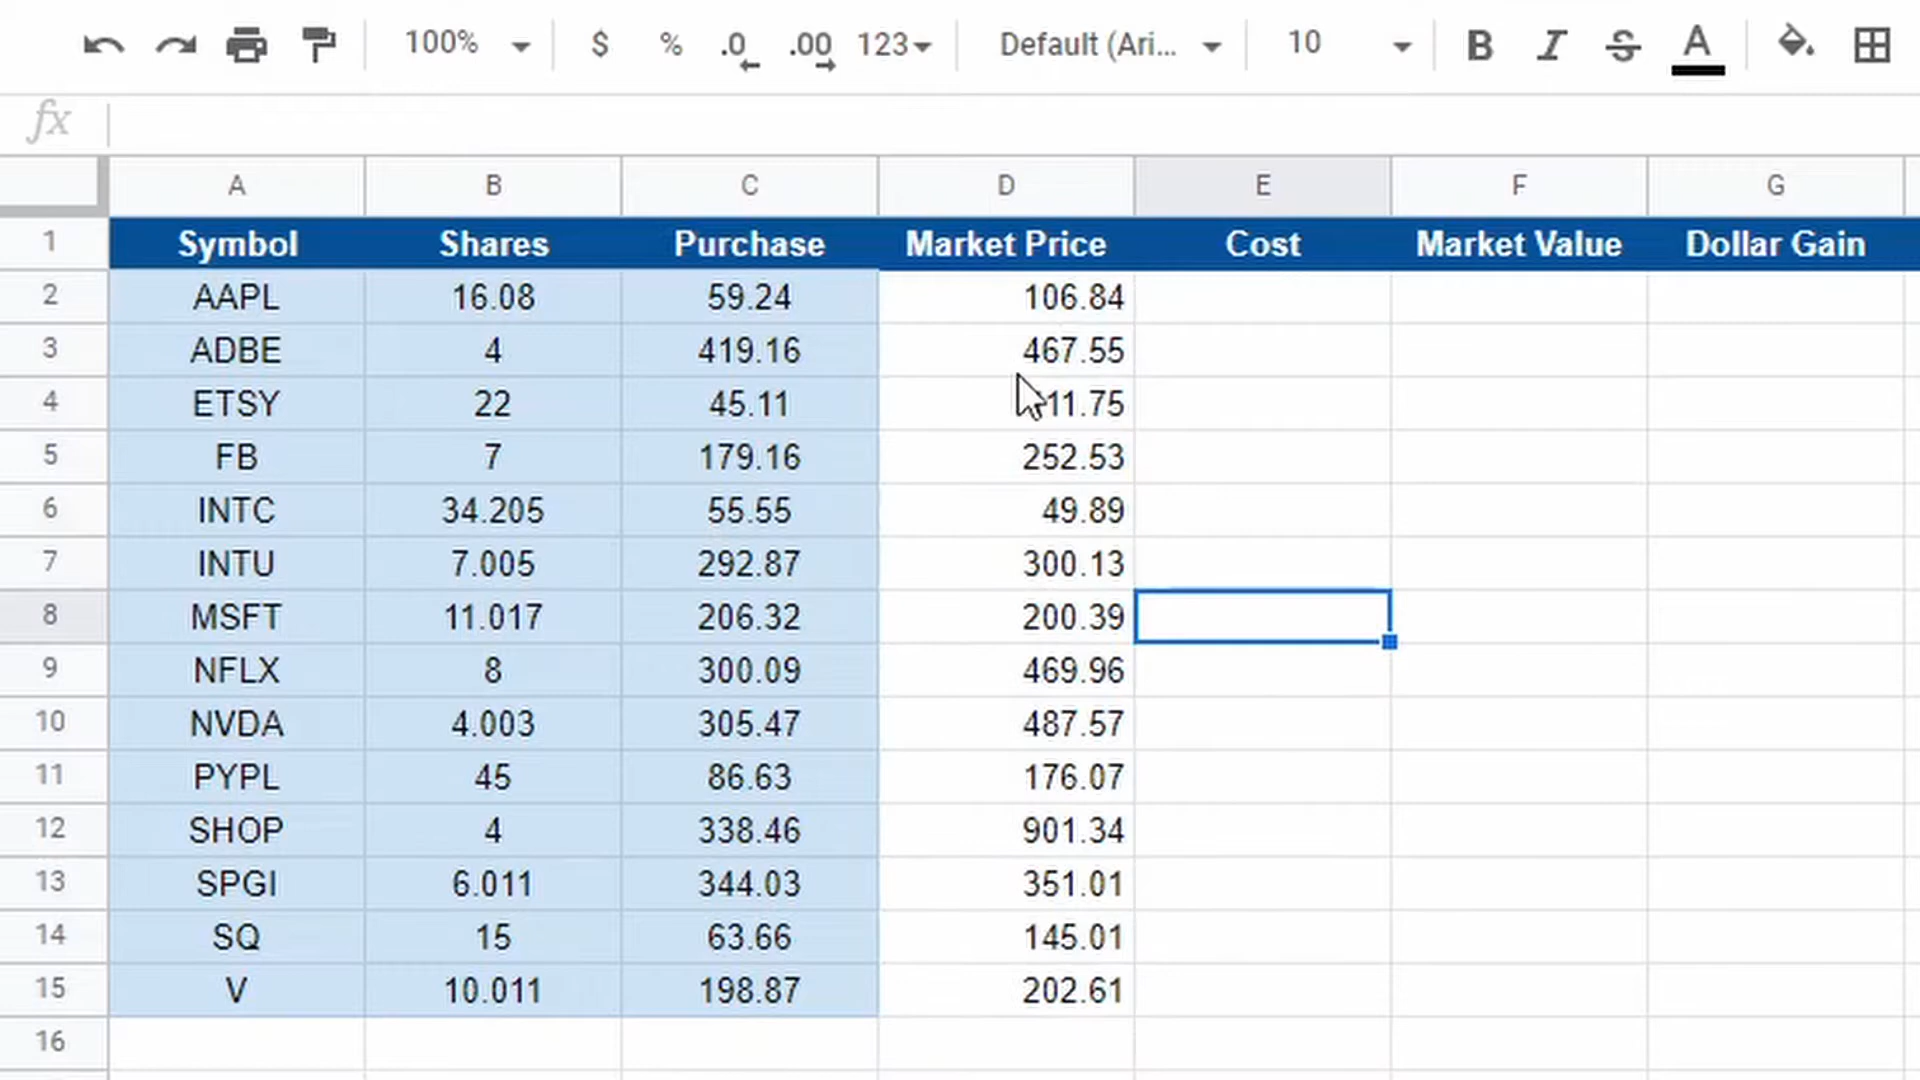 100% $ % .0 .00 123 Default (Ari... 10 B I S A
fx
A B C D E F G
1 Symbol Shares Purchase Market Price Cost Market Value Dollar Gain
2 AAPL 16.08 59.24 106.84
3 ADBE 4 419.16 467.55
4 ETSY 22 45.11 11.75
5 FB 7 179.16 252.53
6 INTC 34.205 55.55 49.89
7 INTU 7.005 292.87 300.13
8 MSFT 11.017 206.32 200.39
9 NFLX 8 300.09 469.96
10 NVDA 4.003 305.47 487.57
11 PYPL 45 86.63 176.07
12 SHOP 4 338.46 901.34
13 SPGI 6.011 344.03 351.01
14 SQ 15 63.66 145.01
15 V 10.011 198.87 202.61
16